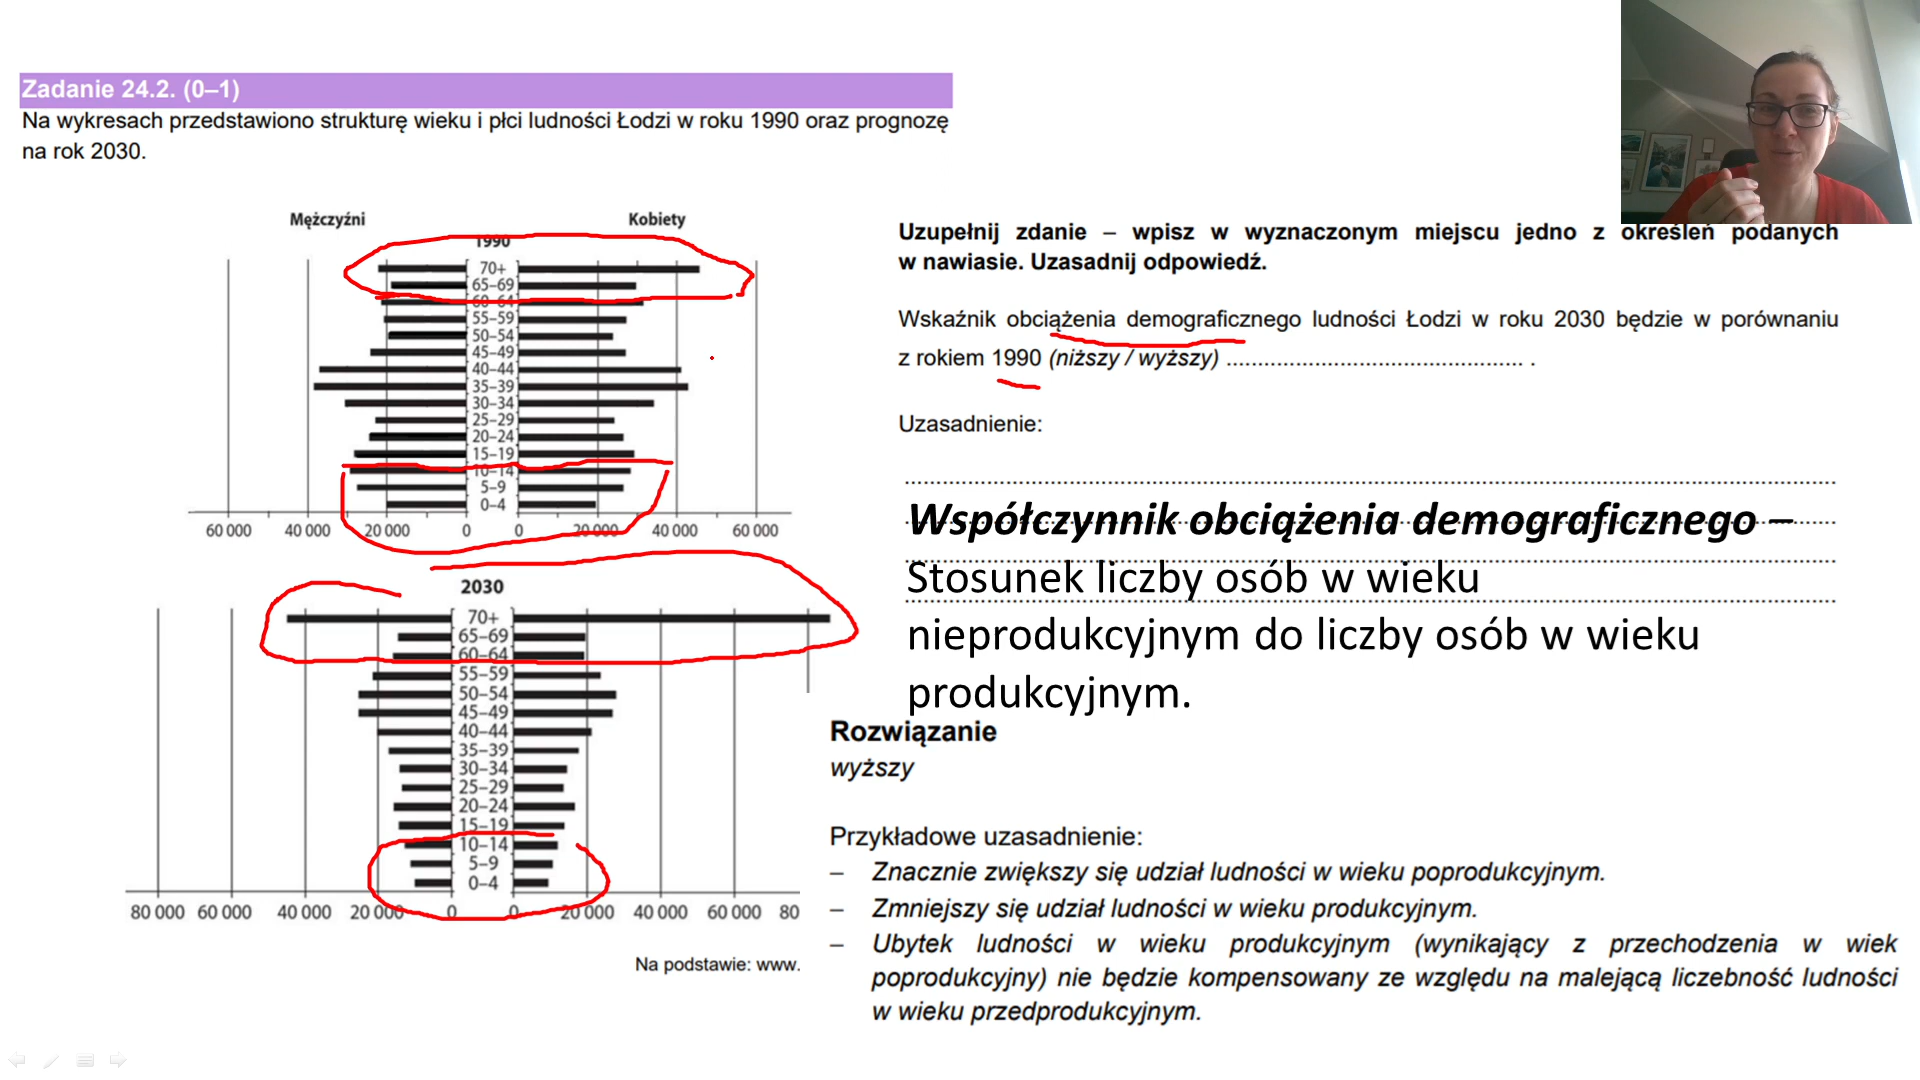 Zadanie 24.2. (0–1)
Na wykresach przedstawiono strukturę wieku i płci ludności Łodzi w roku 1990 oraz prognozę
na rok 2030.
Mężczyźni Kobiety
1990
70+
65–69
60–64
55–59
50–54
45–49
40–44
35–39
30–34
25–29
20–24
15–19
10–14
5–9
0–4
60 000 40 000 20 000 0 0 20 000 40 000 60 000
2030
70+
65–69
60–64
55–59
50–54
45–49
40–44
35–39
30–34
25–29
20–24
15–19
10–14
5–9
0–4
80 000 60 000 40 000 20 000 0 0 20 000 40 000 60 000 80
Na podstawie: www.
Uzupełnij zdanie – wpisz w wyznaczonym miejscu jedno z określeń podanych
w nawiasie. Uzasadnij odpowiedź.
Wskaźnik obciążenia demograficznego ludności Łodzi w roku 2030 będzie w porównaniu
z rokiem 1990 (niższy / wyższy) .................................................. .
Uzasadnienie:
Współczynnik obciążenia demograficznego –
Stosunek liczby osób w wieku
nieprodukcyjnym do liczby osób w wieku
produkcyjnym.
Rozwiązanie
wyższy
Przykładowe uzasadnienie:
– Znacznie zwiększy się udział ludności w wieku poprodukcyjnym.
– Zmniejszy się udział ludności w wieku produkcyjnym.
– Ubytek ludności w wieku produkcyjnym (wynikający z przechodzenia w wiek
poprodukcyjny) nie będzie kompensowany ze względu na malejącą liczebność ludności
w wieku przedprodukcyjnym.